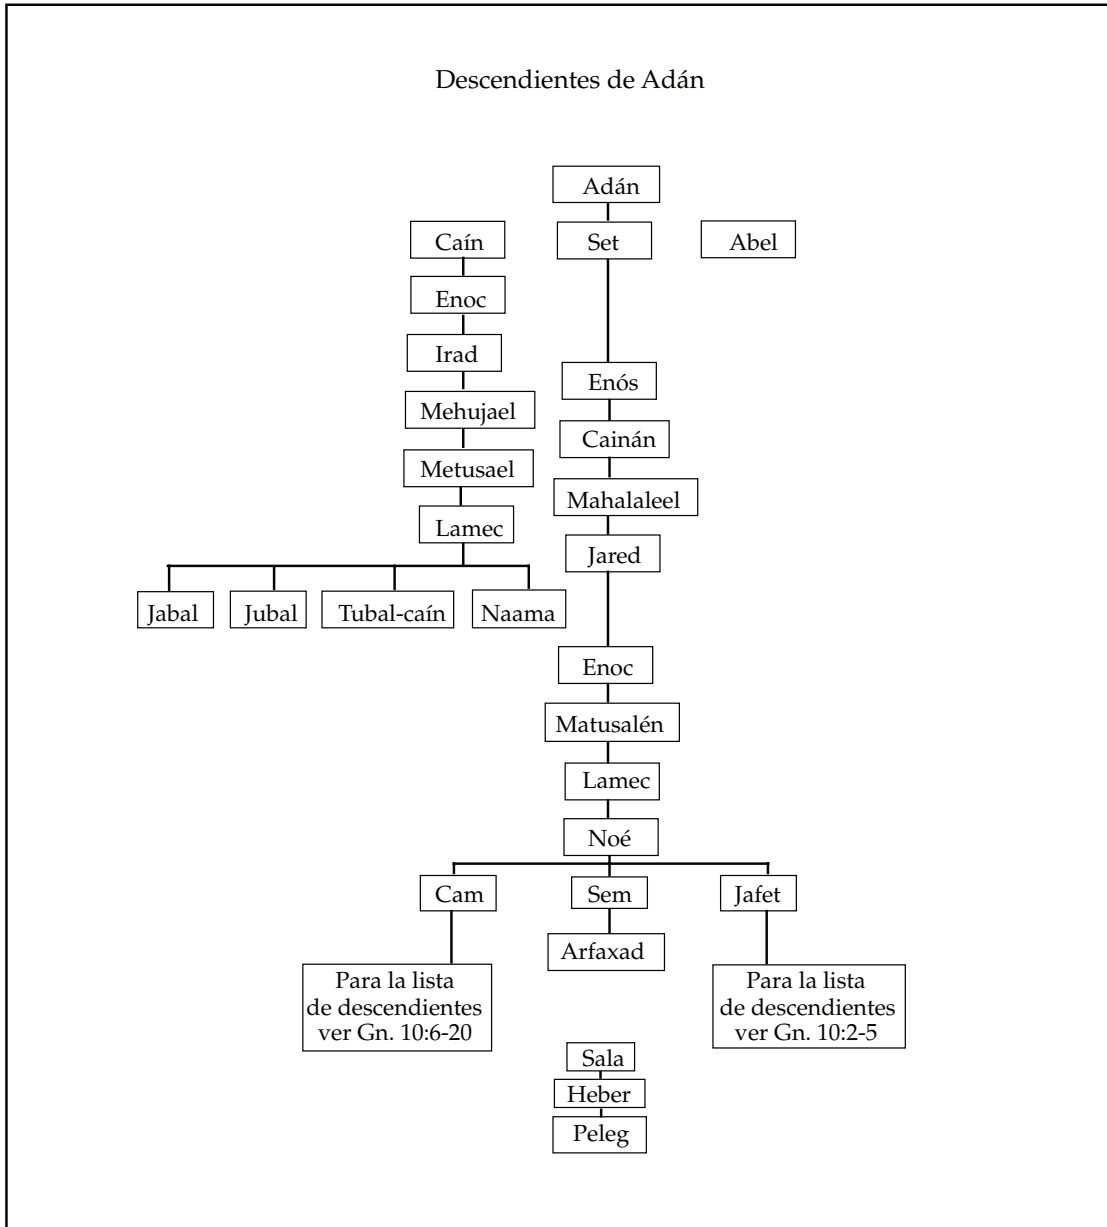 Descendientes de Adán
Adán
Caín
Set
Abel
Enoc
Irad
Enós
Mehujael
Cainán
Metusael
Mahalaleel
Lamec
Jared
Jabal
Jubal
Tubal-caín
Naama
Enoc
Matusalén
Lamec
Noé
Cam
Sem
Jafet
Arfaxad
Para la lista
de descendientes
ver Gn. 10:6-20
Para la lista
de descendientes
ver Gn. 10:2-5
Sala
Heber
Peleg